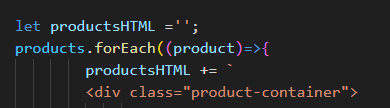 let productsHTML ='';
products.forEach((product)=>{
productsHTML += `
<div class="product-container">